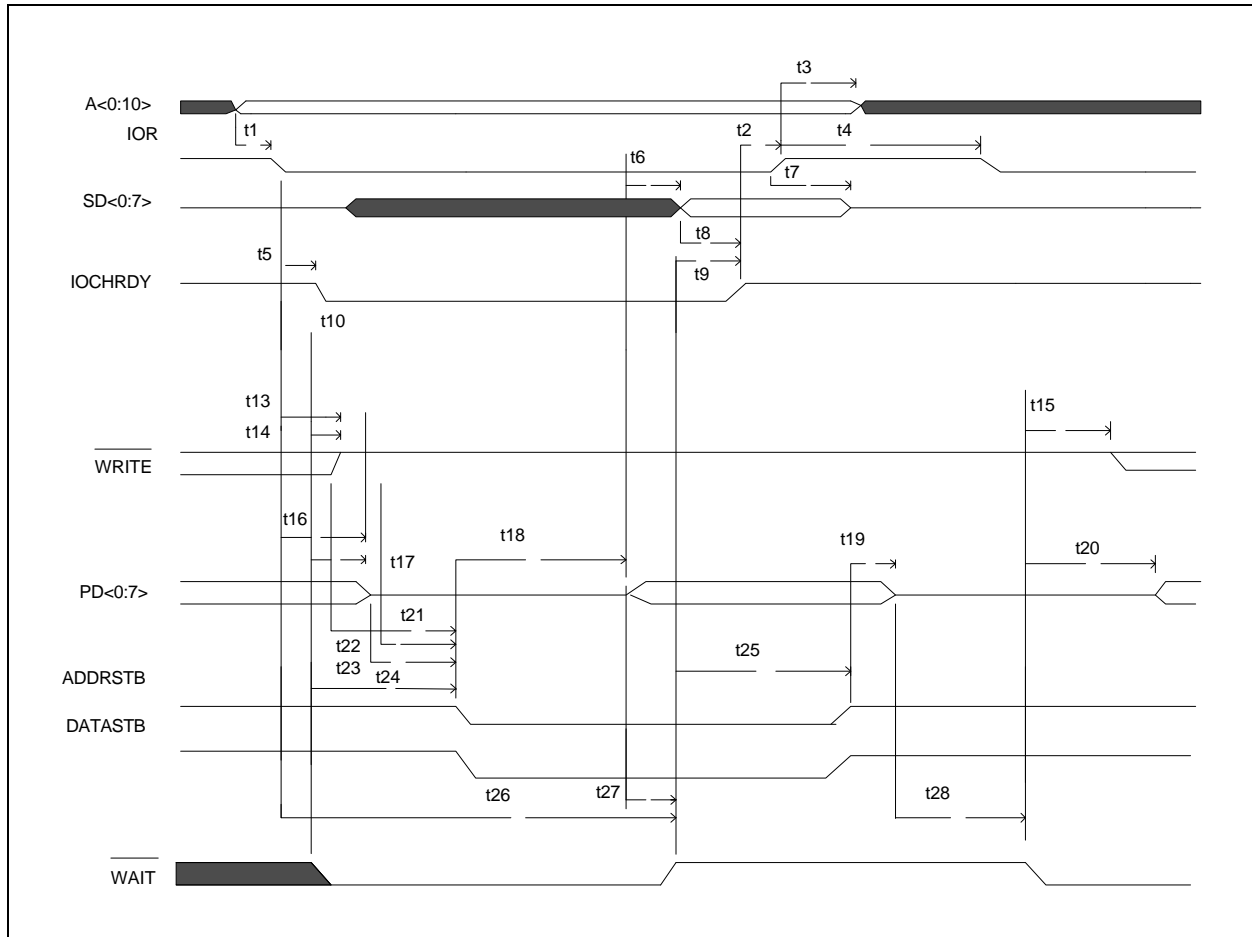 t3
A<0:10>
IOR
t1
t2
t4
t6
t7
SD<0:7>
t8
t5
t9
IOCHRDY
t10
t13
t15
t14
WRITE
t16
t18
t19
t17
t20
PD<0:7>
t21
t22
t23
t25
t24
ADDRSTB
DATASTB
t26
t27
t28
WAIT